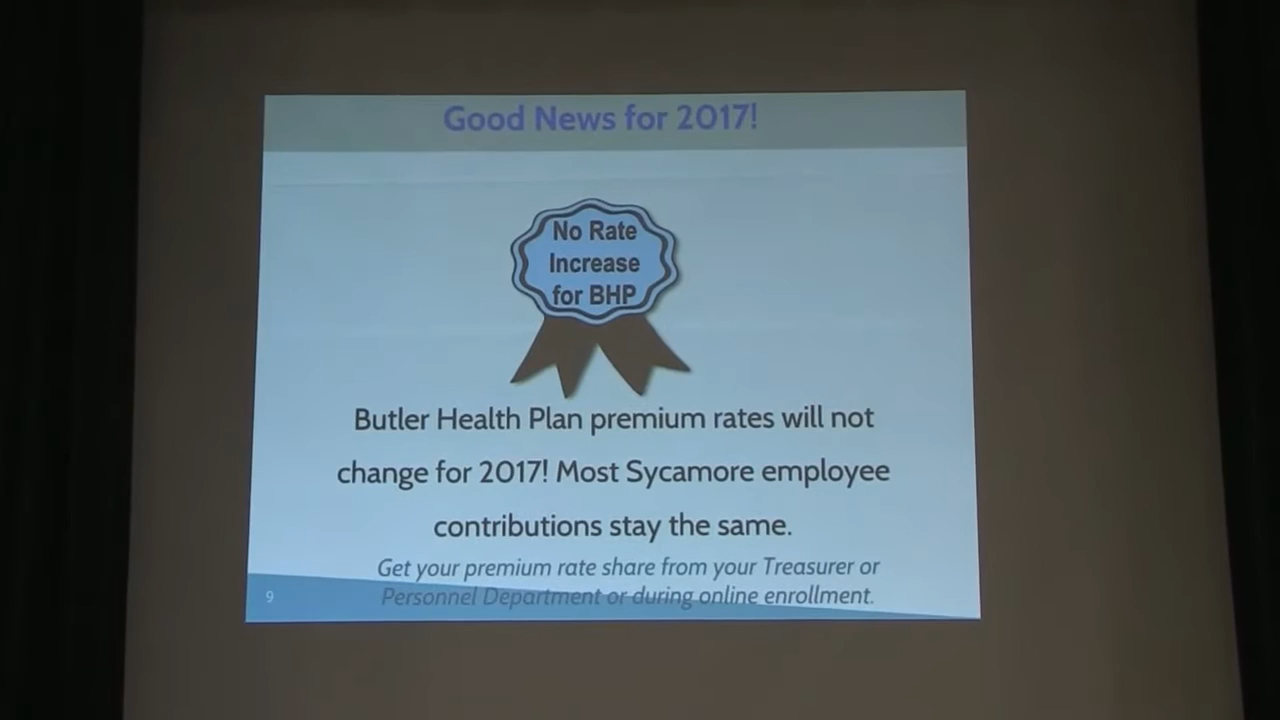 Good News for 2017!
No Rate
Increase
for BHP
Butler Health Plan premium rates will not
change for 2017! Most Sycamore employee
contributions stay the same.
Get your premium rate share from your Treasurer or
Personnel Department or during online enrollment.
9